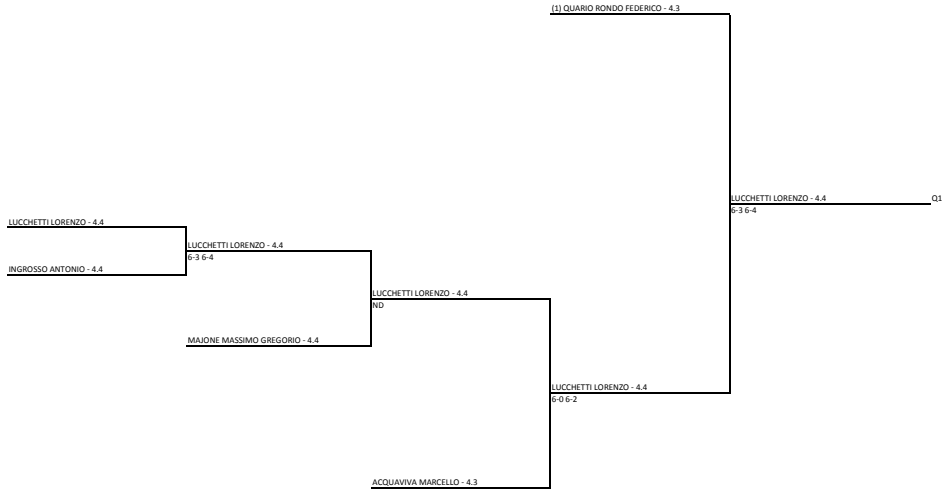 (1) QUARIO RONDO FEDERICO - 4.3
LUCCHETTI LORENZO - 4.4
Q1
6-3 6-4
LUCCHETTI LORENZO - 4.4
LUCCHETTI LORENZO - 4.4
6-3 6-4
INGROSSO ANTONIO - 4.4
LUCCHETTI LORENZO - 4.4
ND
MAJONE MASSIMO GREGORIO - 4.4
LUCCHETTI LORENZO - 4.4
6-0 6-2
ACQUAVIVA MARCELLO - 4.3